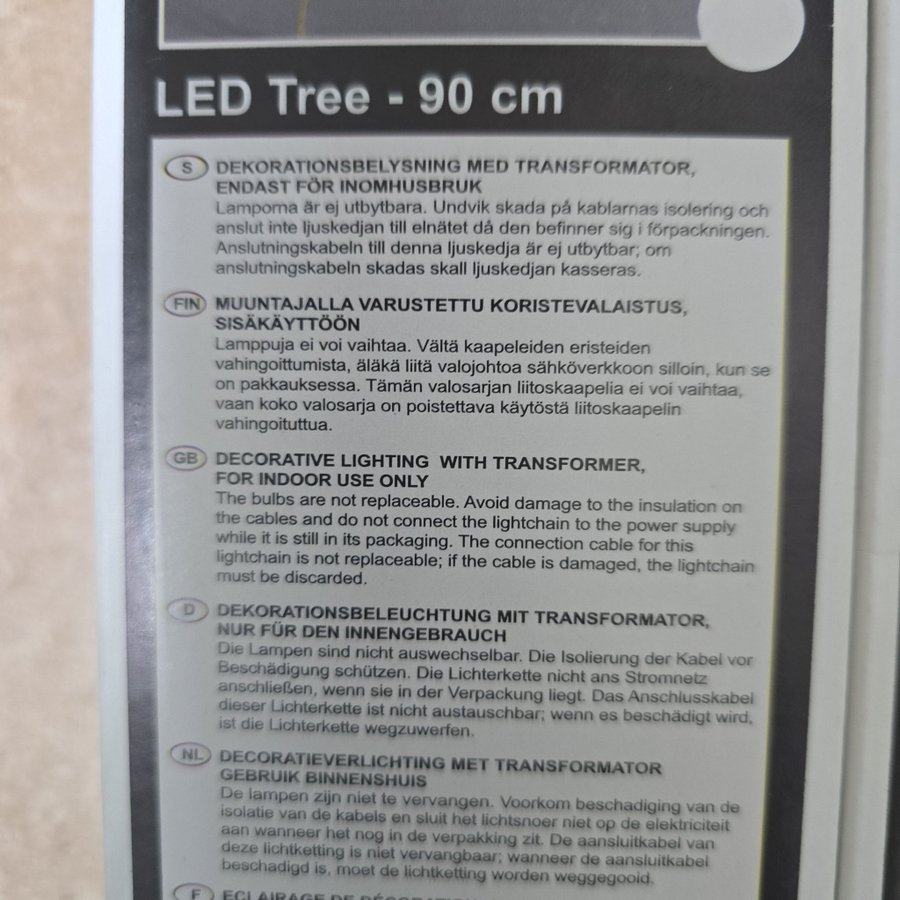 LED Tree - 90 cm
S DEKORATIONSBELYSNING MED TRANSFORMATOR,
ENDAST FÖR INOMHUSBRUK
Lamporna är ej utbytbara. Undvik skada på kablarnas isolering och
anslut inte ljuskedjan till elnätet då den befinner sig i förpackningen.
Anslutningskabeln till denna ljuskedja är ej utbytbar; om
anslutningskabeln skadas skall ljuskedjan kasseras.
FIN MUUNTAJALLA VARUSTETTU KORISTEVALAISTUS,
SISÄKÄYTTÖÖN
Lamppuja ei voi vaihtaa. Vältä kaapeleiden eristeiden
vahingoittumista, äläkä liitä valojohtoa sähköverkkoon silloin, kun se
on pakkauksessa. Tämän valosarjan liitoskaapelia ei voi vaihtaa,
vaan koko valosarja on poistettava käytöstä liitoskaapelin
vahingoituttua.
GB DECORATIVE LIGHTING WITH TRANSFORMER,
FOR INDOOR USE ONLY
The bulbs are not replaceable. Avoid damage to the insulation on
the cables and do not connect the lightchain to the power supply
while it is still in its packaging. The connection cable for this
lightchain is not replaceable; if the cable is damaged, the lightchain
must be discarded.
D DEKORATIONSBELEUCHTUNG MIT TRANSFORMATOR,
NUR FÜR DEN INNENGEBRAUCH
Die Lampen sind nicht auswechselbar. Die Isolierung der Kabel vor
Beschädigung schützen. Die Lichterkette nicht ans Stromnetz
anschließen, wenn sie in der Verpackung liegt. Das Anschlusskabel
dieser Lichterkette ist nicht austauschbar; wenn es beschädigt wird,
ist die Lichterkette wegzuwerfen.
NL DECORATIEVERLICHTING MET TRANSFORMATOR
GEBRUIK BINNENSHUIS
De lampen zijn niet te vervangen. Voorkom beschadiging van de
isolatie van de kabels en sluit het lichtsnoer niet op de elektriciteit
aan wanneer het nog in de verpakking zit. De aansluitkabel van
deze lichtketting is niet vervangbaar; wanneer de aansluitkabel
beschadigd is, moet de lichtketting worden weggegooid.
F ECLAIRAGE DE DÉCORATION